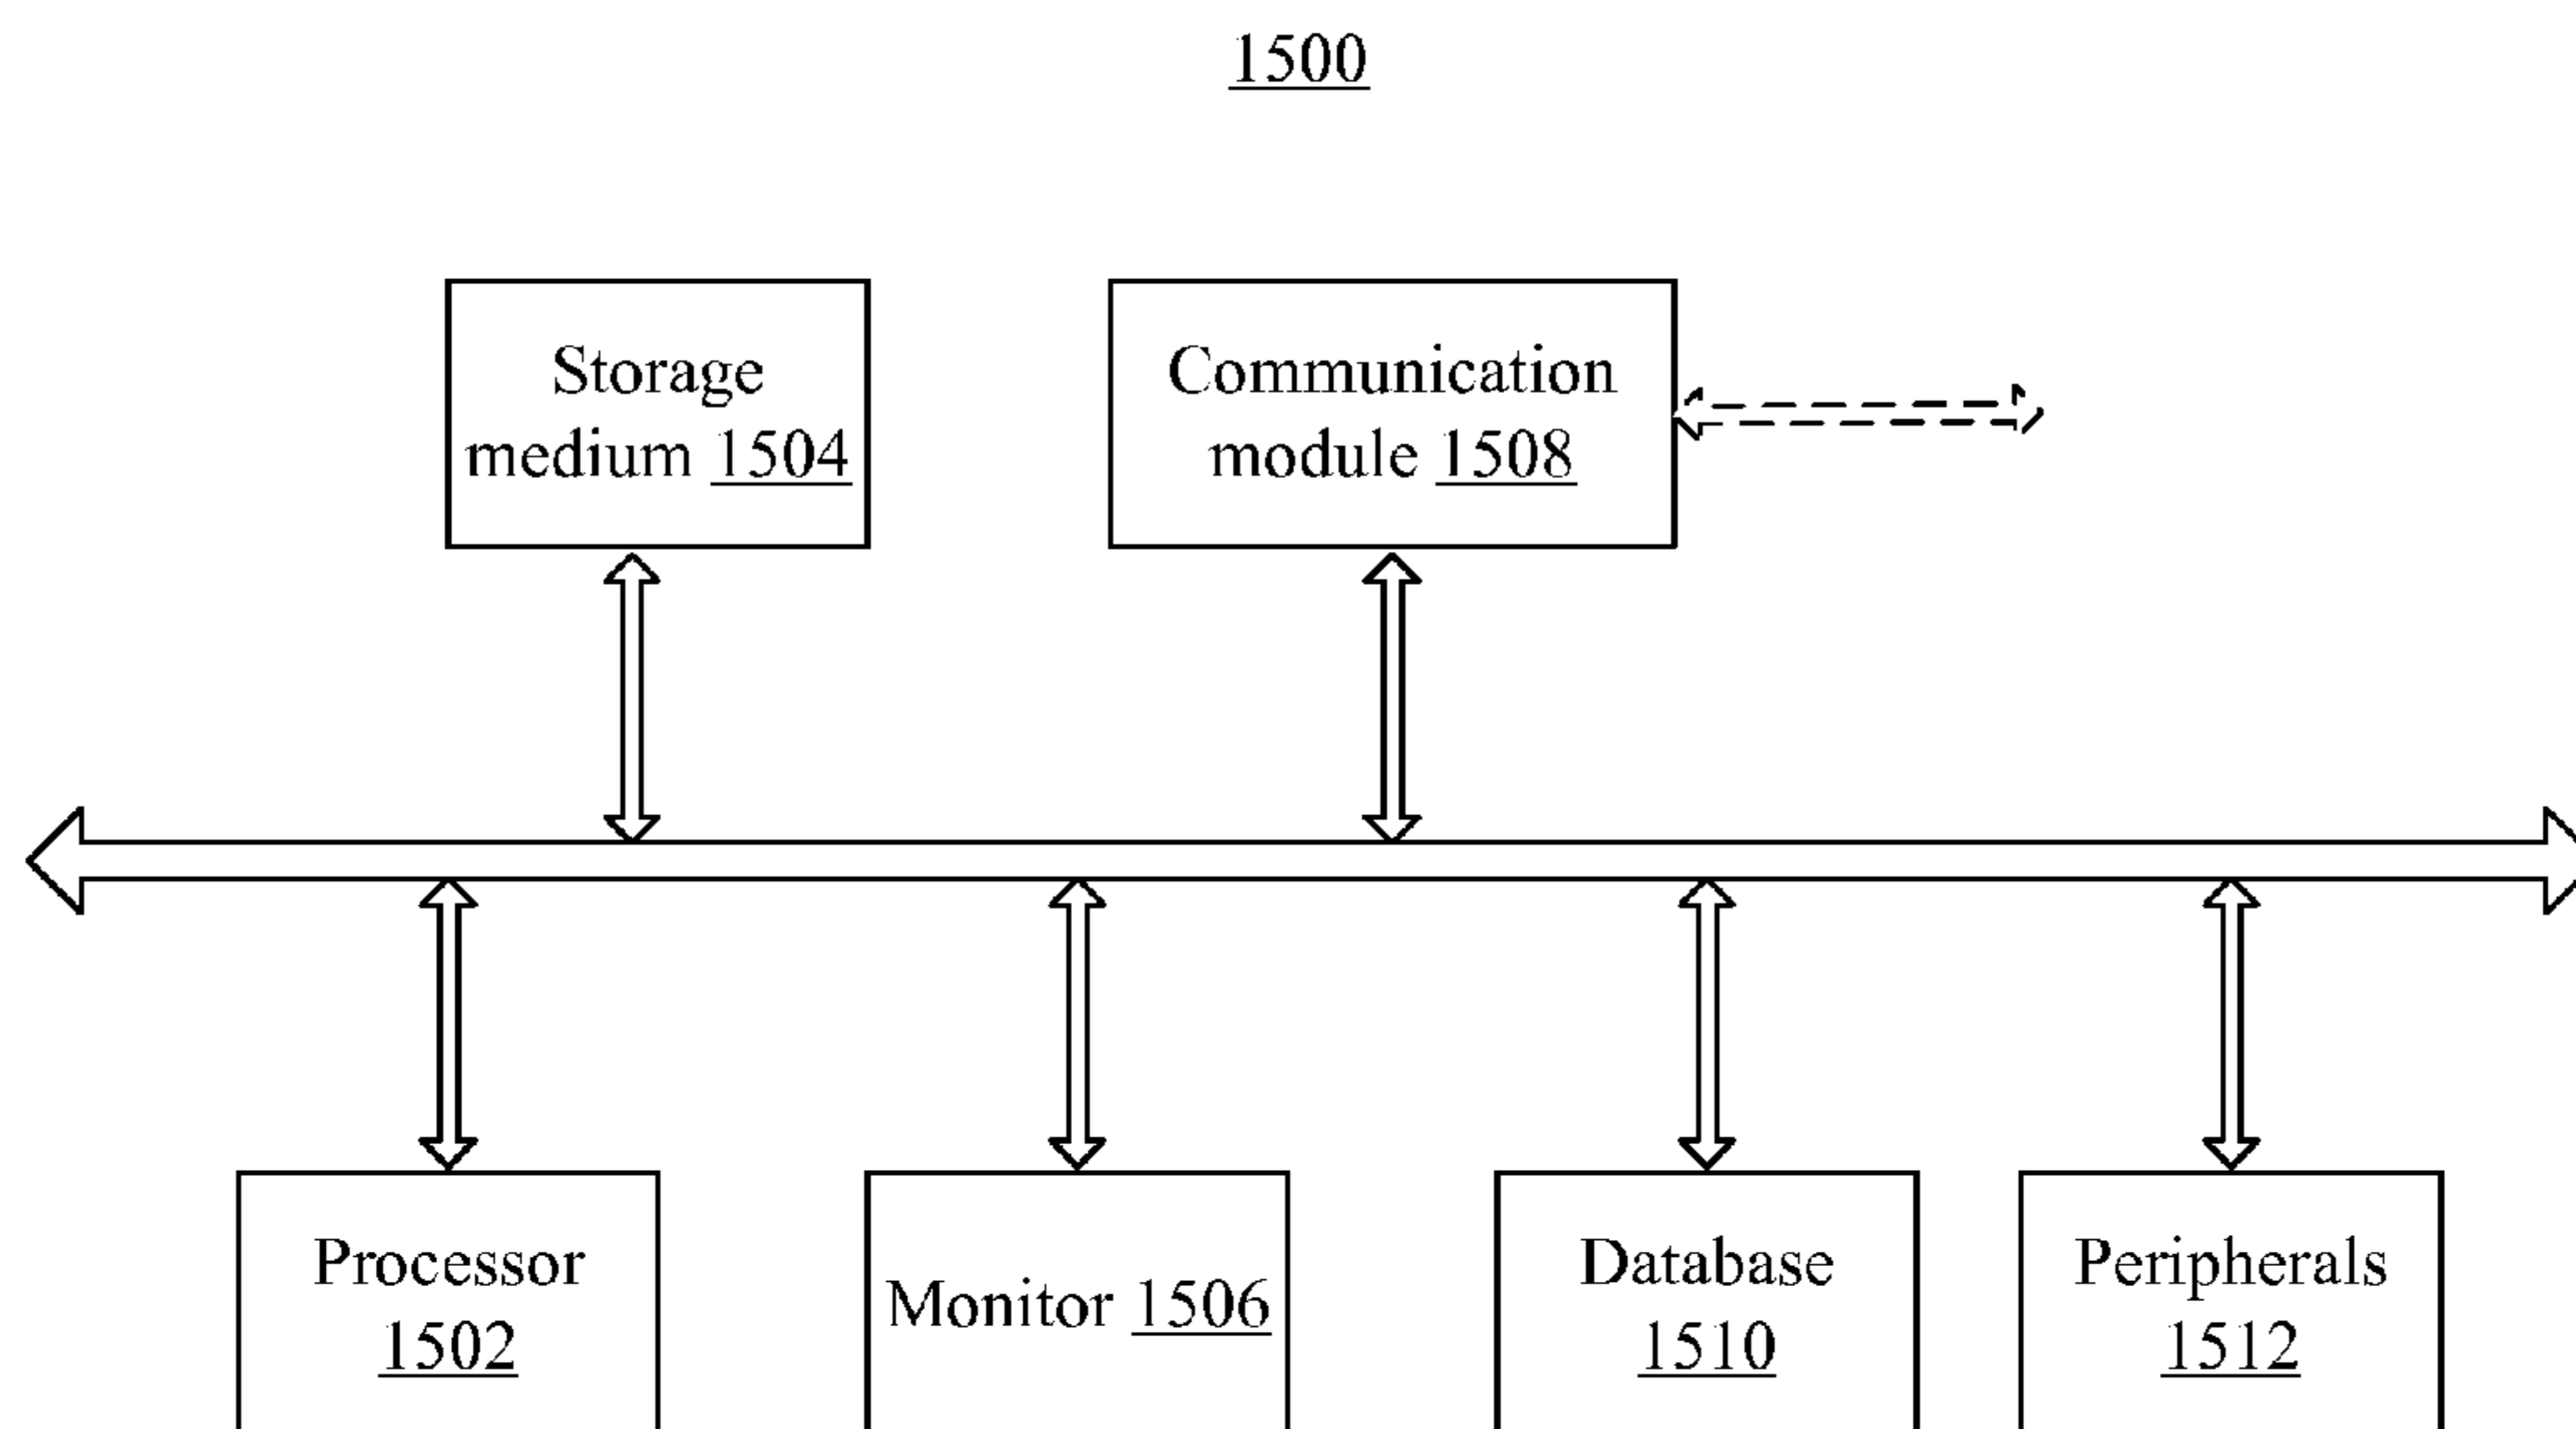 1500
Storage
medium 1504
Communication
module 1508
Processor
1502
Monitor 1506
Database
1510
Peripherals
1512